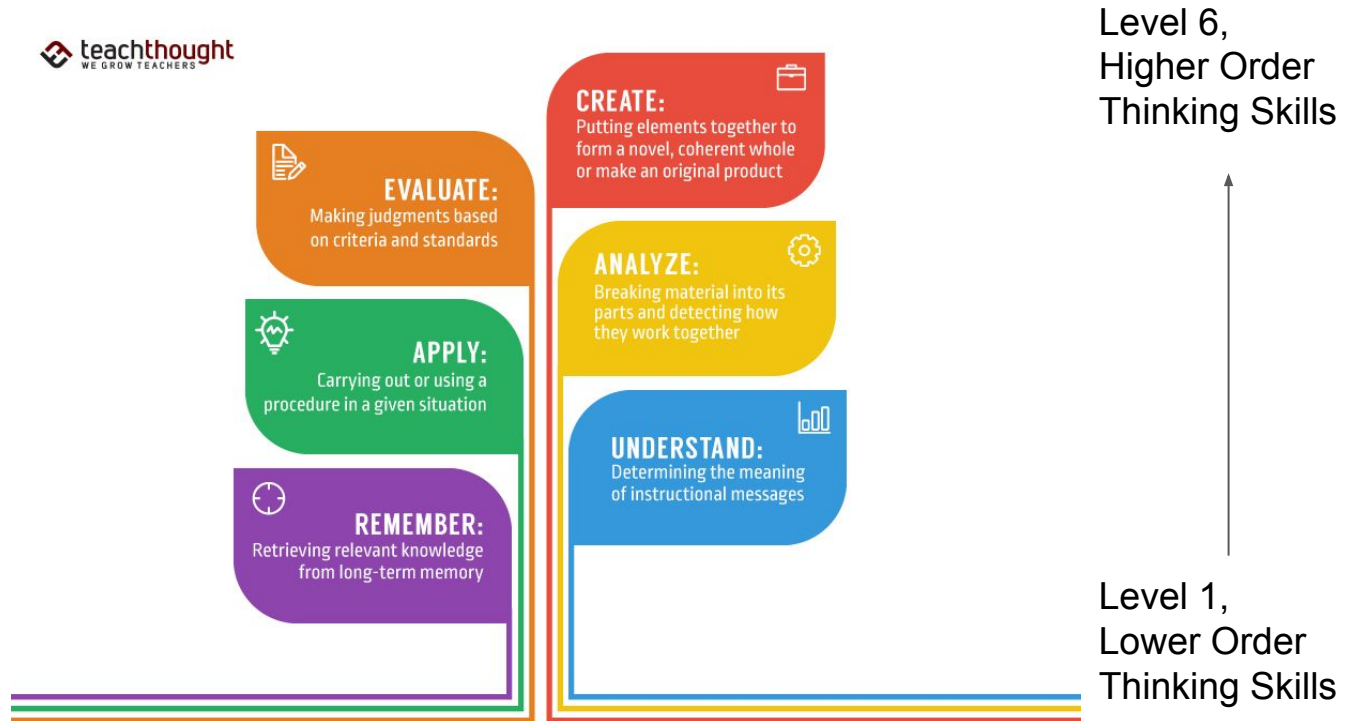 teachthought
WE GROW TEACHERS
Level 6,
Higher Order
Thinking Skills
CREATE:
Putting elements together to
form a novel, coherent whole
or make an original product
EVALUATE:
Making judgments based
on criteria and standards
ANALYZE:
Breaking material into its
parts and detecting how
they work together
APPLY:
Carrying out or using a
procedure in a given situation
UNDERSTAND:
Determining the meaning
of instructional messages
REMEMBER:
Retrieving relevant knowledge
from long-term memory
Level 1,
Lower Order
Thinking Skills